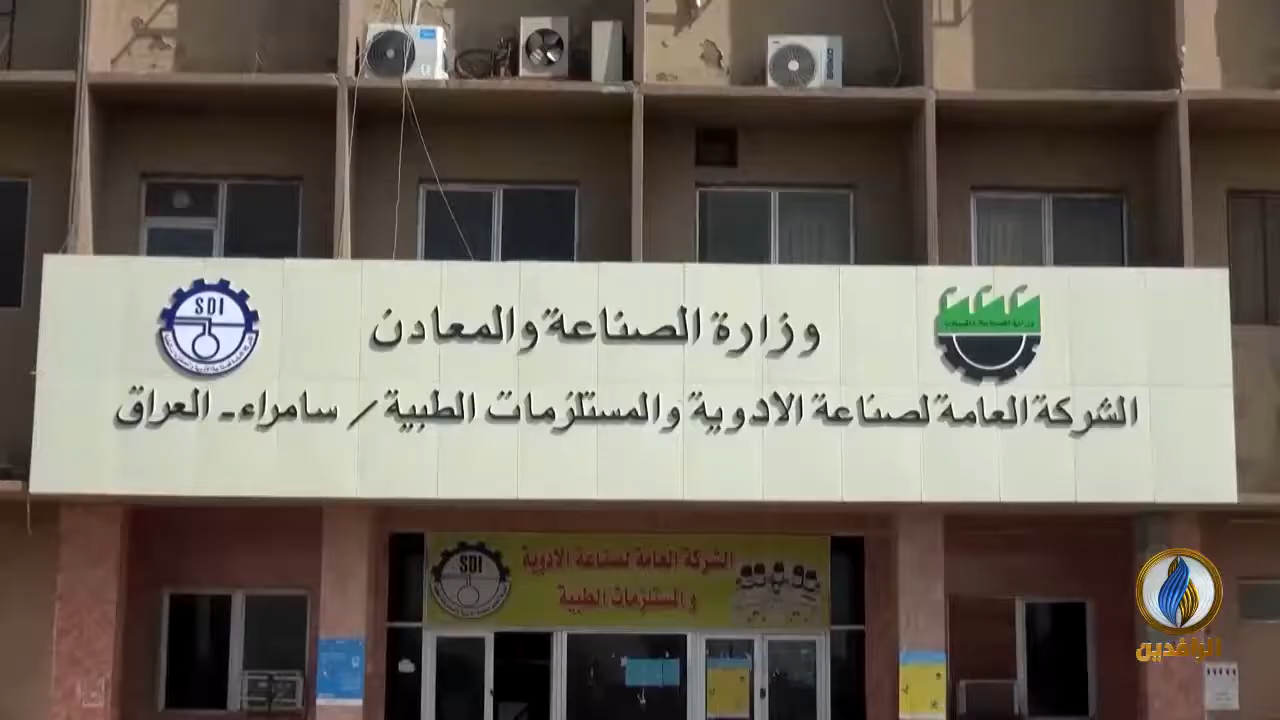 وزارة الصناعة والمعادن
الشركة العامة لصناعة الادوية والمستلزمات الطبية / سامراء - العراق
SDI
SDI
الشركة العامة لصناعة الادوية
والمستلزمات الطبية
الرافدين